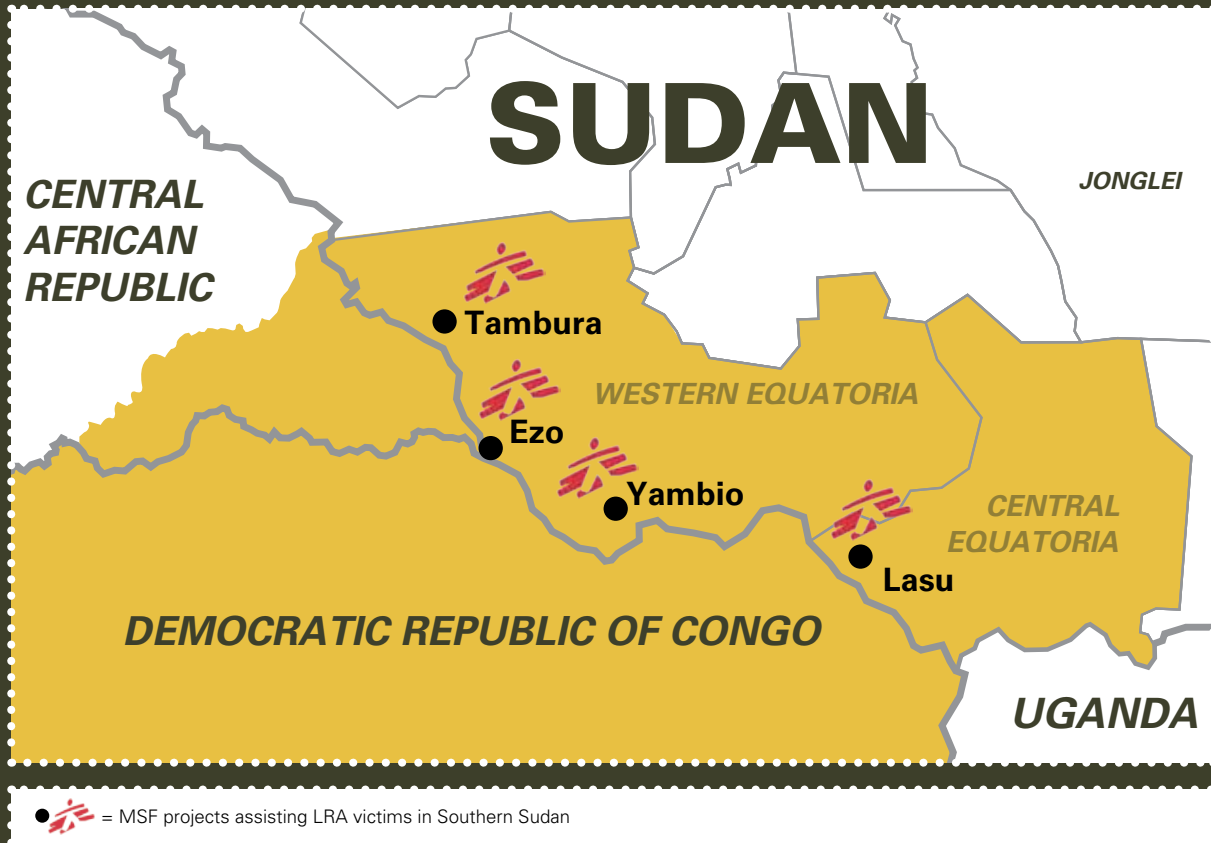 SUDAN
JONGLEI
CENTRAL
AFRICAN
REPUBLIC
Tambura
WESTERN EQUATORIA
Ezo
Yambio
CENTRAL
EQUATORIA
Lasu
DEMOCRATIC REPUBLIC OF CONGO
UGANDA
= MSF projects assisting LRA victims in Southern Sudan